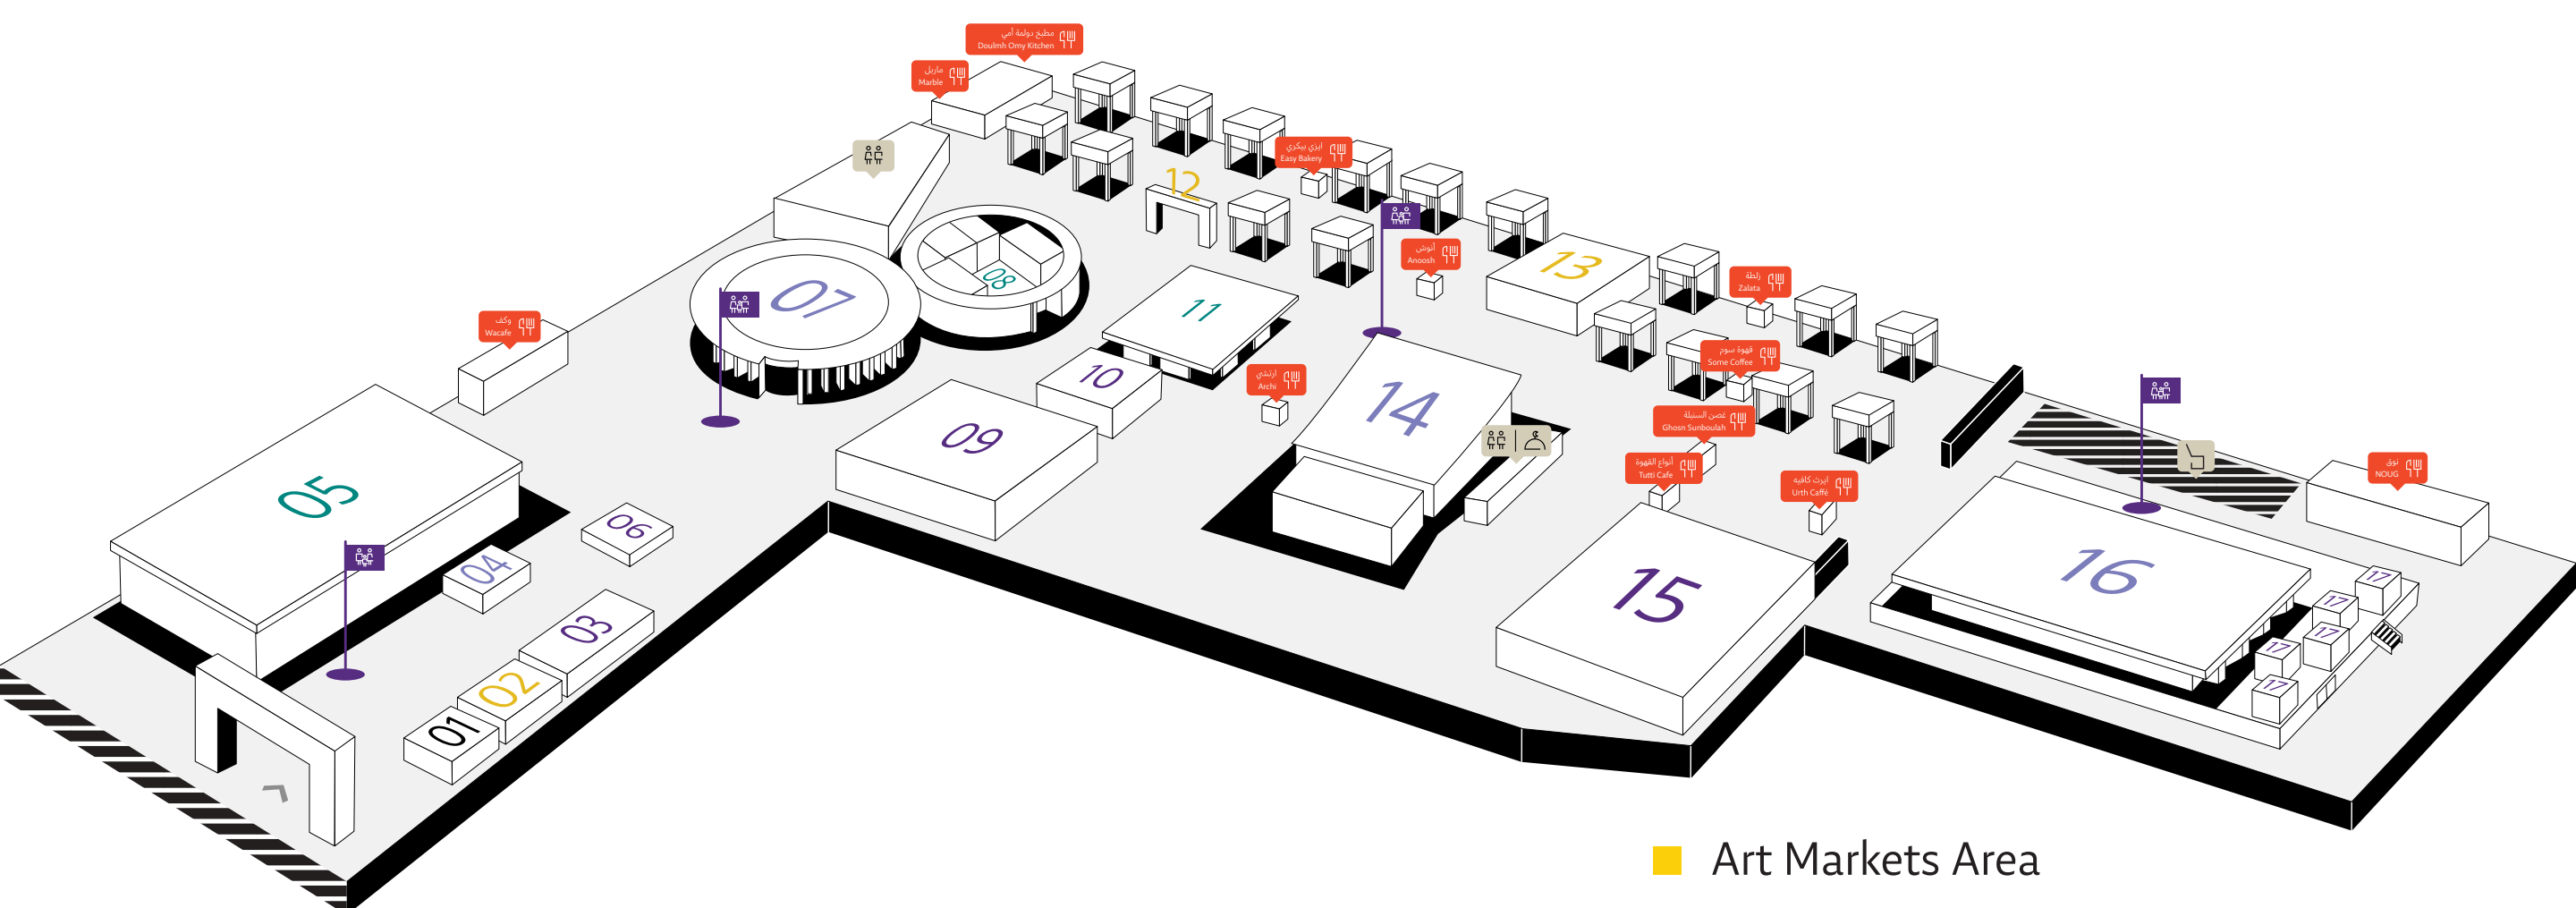 مطبخ دولمة أمي
Doulmh Omy Kitchen
ماربل
Marble
ايزي بيكري
Easy Bakery
12
أنوش
Anoosh
13
زلطة
Zalata
08
07
11
وكف
Wacafe
قهوة سوم
Some Coffee
ارتشي
Archi
10
14
09
غصن السنبلة
Ghosn Sunboulah
أنواع القهوة
Tutti Cafe
ايرث كافيه
Urth Caffé
نوق
NOUG
05
06
04
03
02
01
15
16
17
17
17
17
17
Art Markets Area